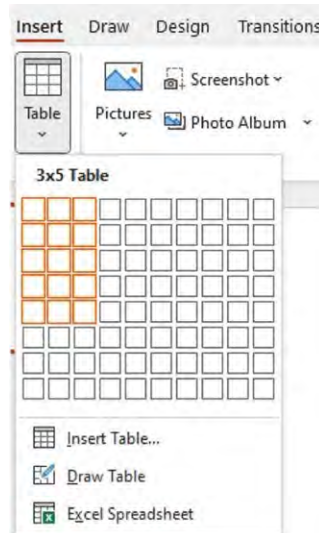 Insert Draw Design Transitions
Table
Pictures
Screenshot
Photo Album
3x5 Table
Insert Table...
Draw Table
Excel Spreadsheet